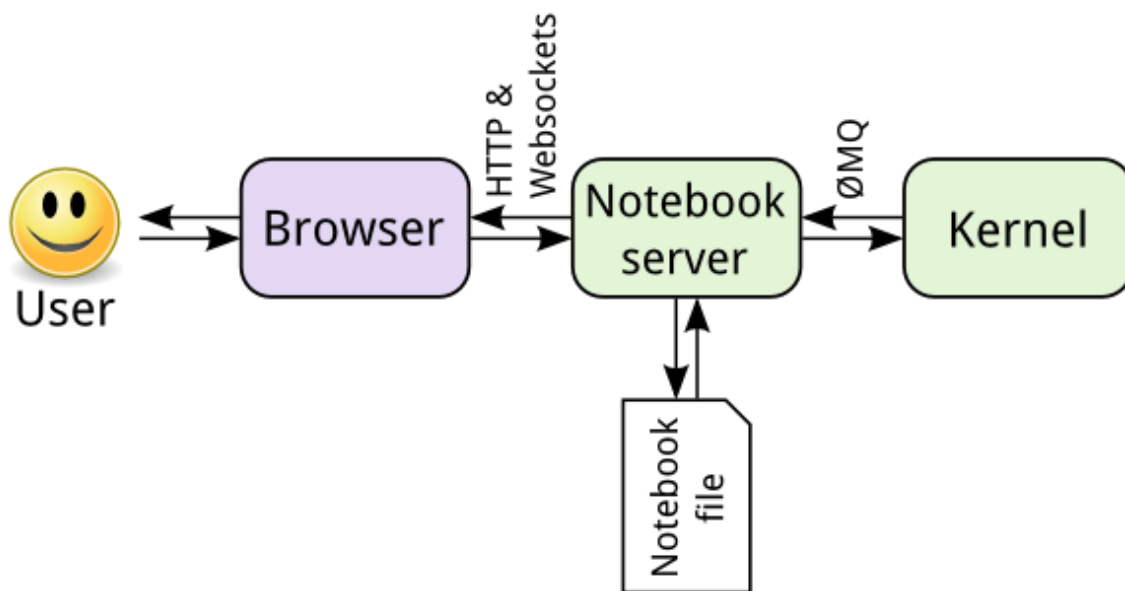 User
Browser
HTTP &
Websockets
Notebook
server
ØMQ
Kernel
Notebook
file